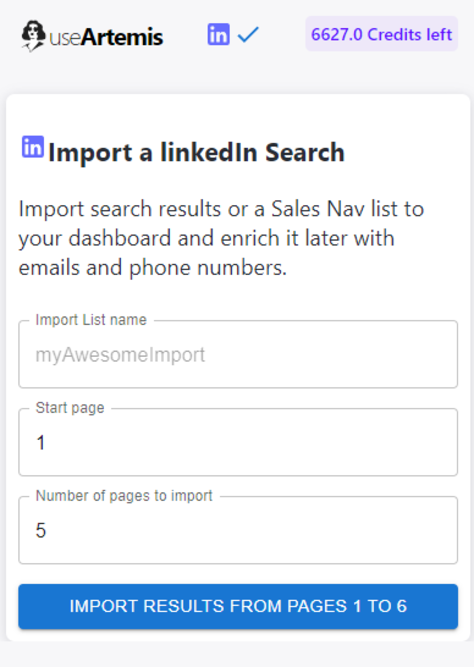 useArtemis
in
6627.0 Credits left
in Import a linkedIn Search
Import search results or a Sales Nav list to
your dashboard and enrich it later with
emails and phone numbers.
Import List name
myAwesomeImport
Start page
1
Number of pages to import
5
IMPORT RESULTS FROM PAGES 1 TO 6